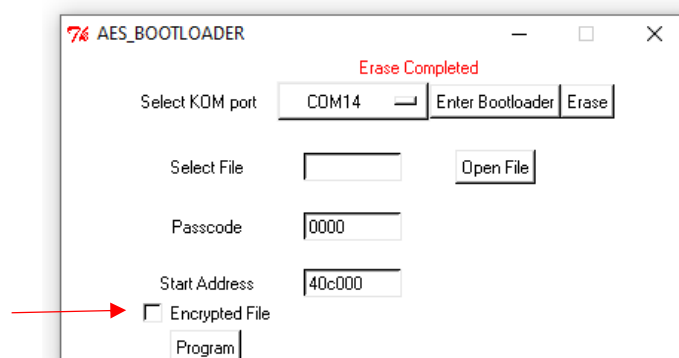 AES_BOOTLOADER
Erase Completed
Select KOM port COM14 Enter Bootloader Erase
Select File Open File
Passcode 0000
Start Address 40c000
Encrypted File
Program